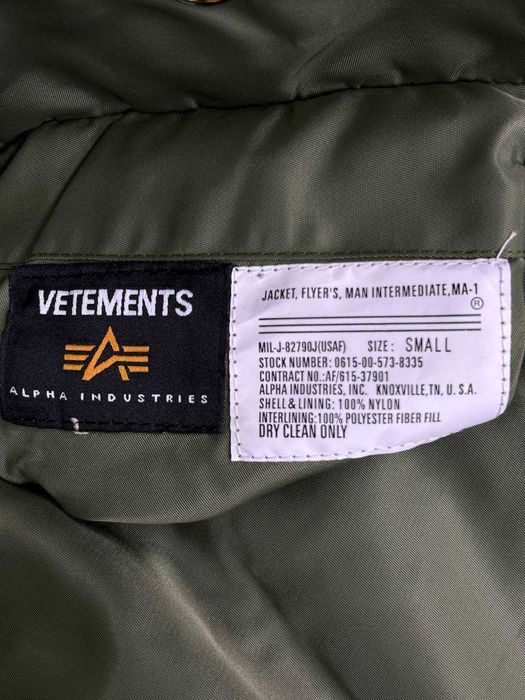 VETEMENTS
ALPHA INDUSTRIES
JACKET, FLYER'S, MAN INTERMEDIATE, MA-1
®
MIL-J-82790J(USAF) SIZE: SMALL
STOCK NUMBER: 0615-00-573-8335
CONTRACT NO.:AF/615-37901
ALPHA INDUSTRIES, INC. KNOXVILLE,TN, U.S.A.
SHELL & LINING: 100% NYLON
INTERLINING:100% POLYESTER FIBER FILL
DRY CLEAN ONLY